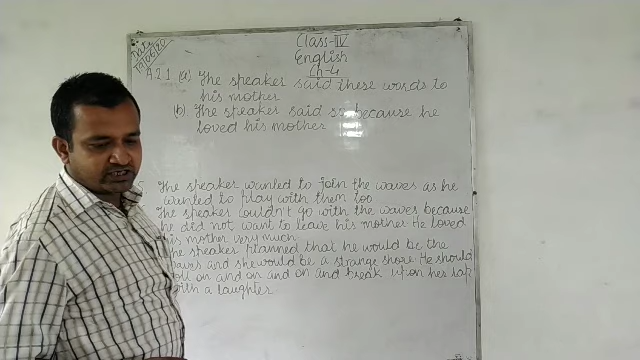 Date
19/06/20
Class-IV
English
Ch-4
A.2.1 (a) The speaker said these words to
his mother
(b) The speaker said so because he
loved his mother
The speaker wanted to join the waves as he
wanted to play with them too
The speaker couldn't go with the waves because
he did not want to leave his mother He loved
his mother very much
The speaker planned that he would be the
waves and she would be a strange shore. He should
roll on and on and on and break upon her lap
with a laughter